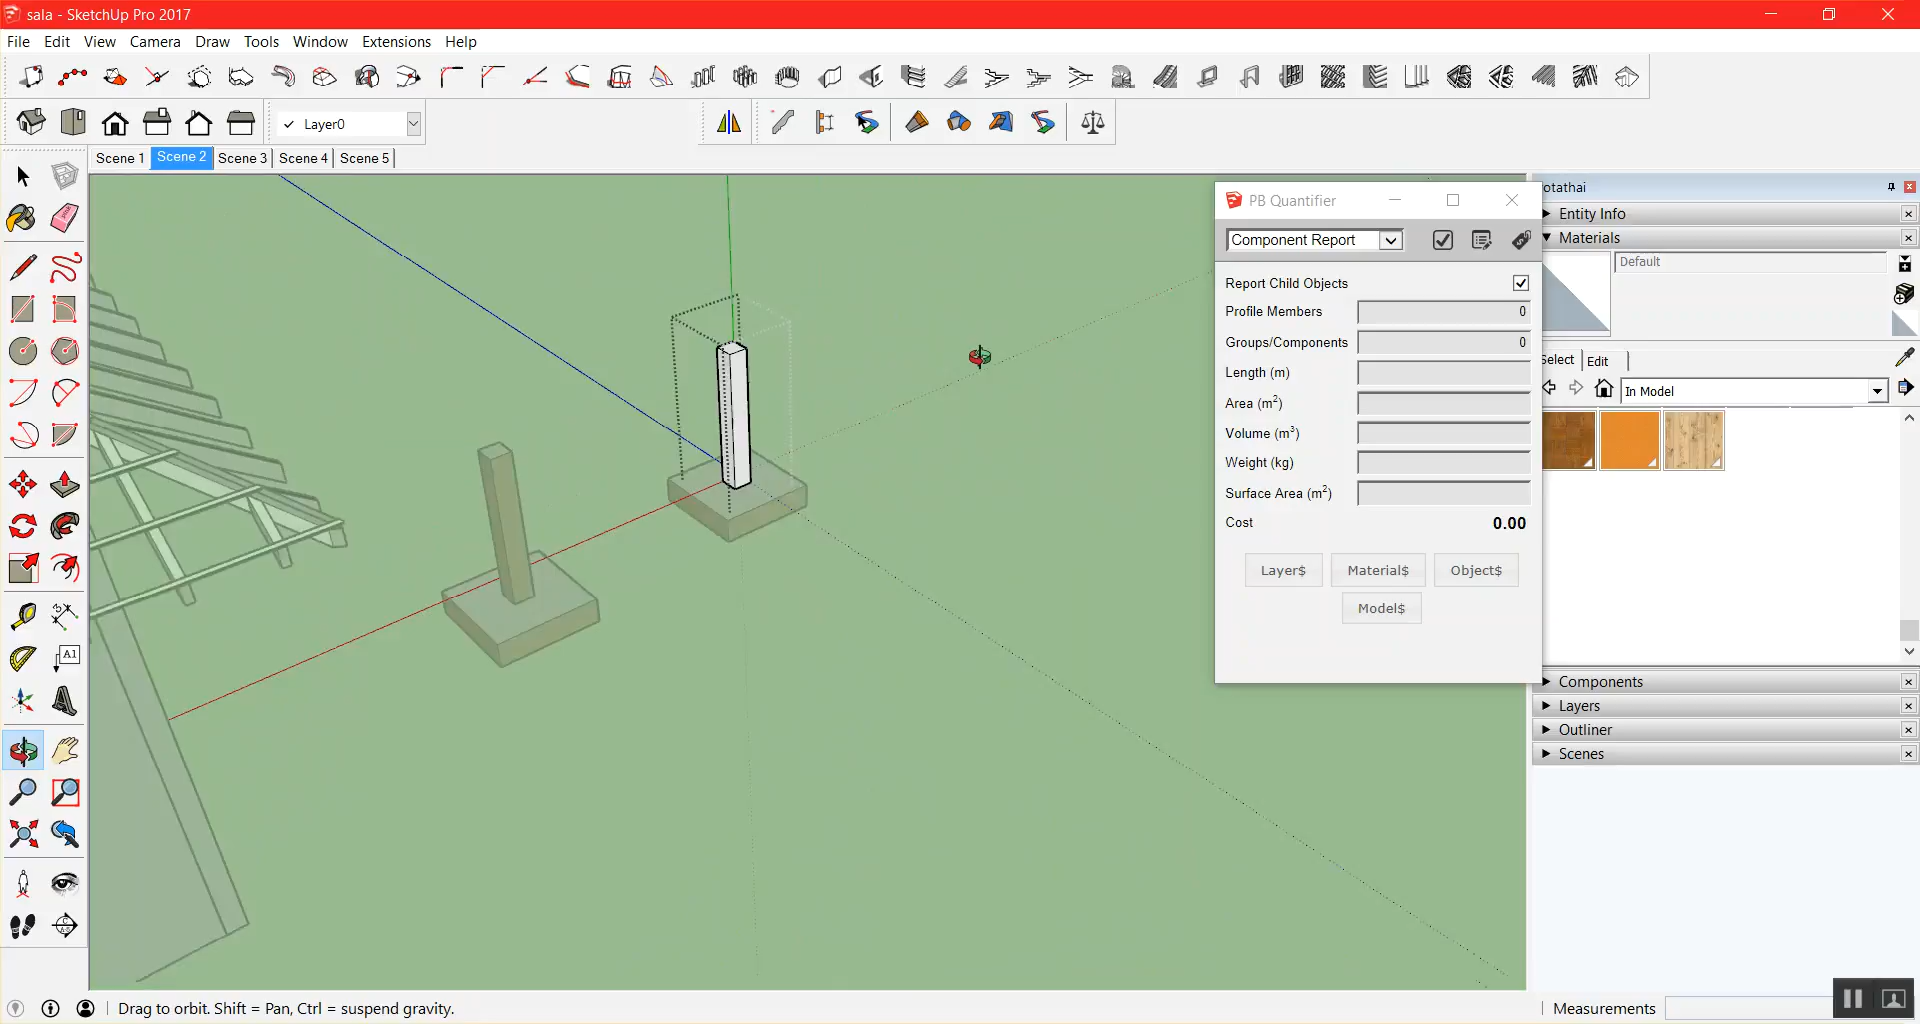 sala - SketchUp Pro 2017
File Edit View Camera Draw Tools Window Extensions Help
Layer0
Scene 1 Scene 2 Scene 3 Scene 4 Scene 5
PB Quantifier
Component Report
Report Child Objects
Profile Members 0
Groups/Components 0
Length (m)
Area (m²)
Volume (m³)
Weight (kg)
Surface Area (m²)
Cost 0.00
Layer$ Material$ Object$
Model$
otathai
Entity Info
Materials
Default
Select Edit
In Model
Components
Layers
Outliner
Scenes
A1
Drag to orbit. Shift = Pan, Ctrl = suspend gravity.
Measurements